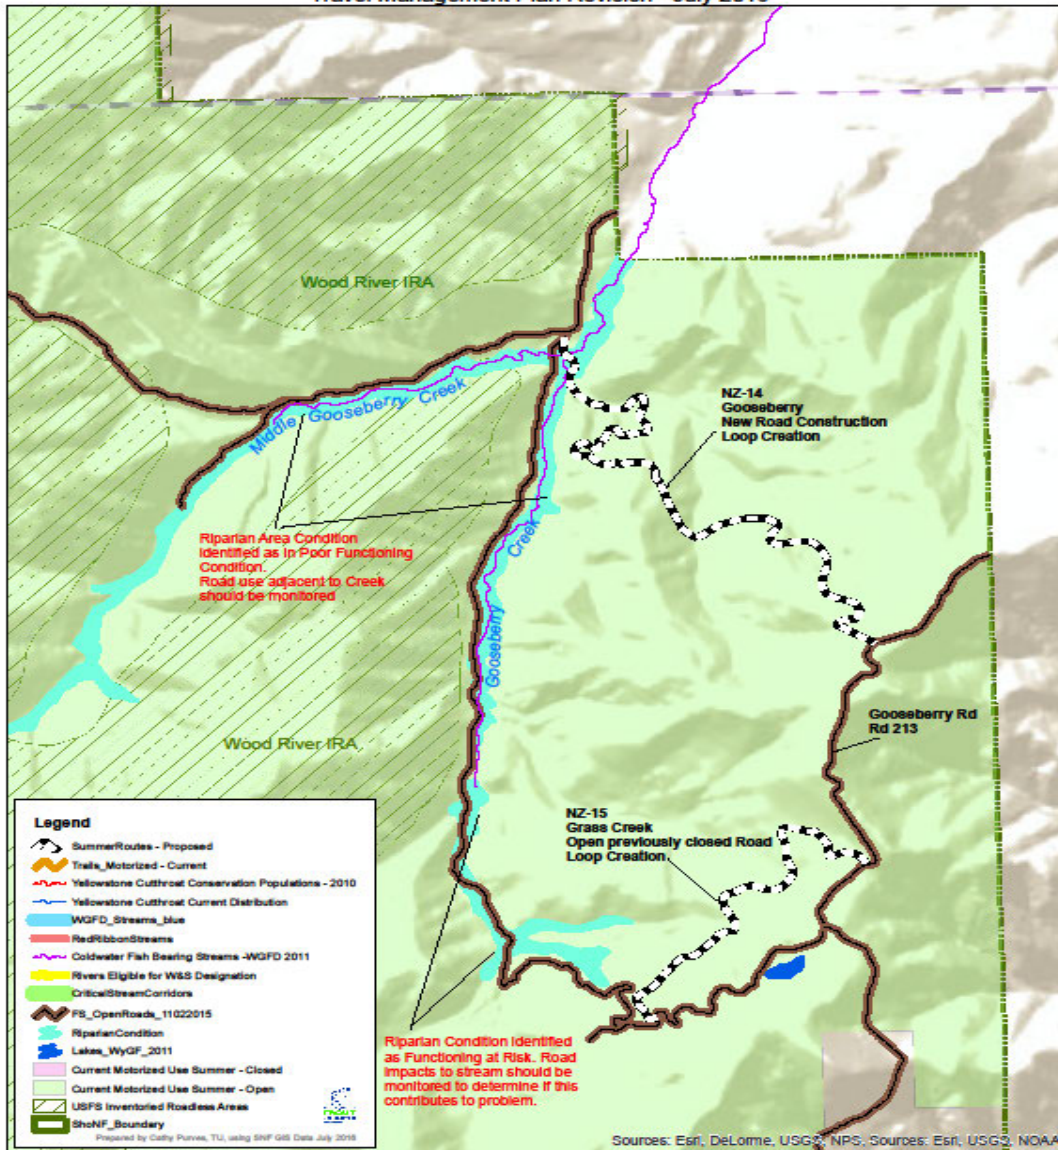 Travel Management Plan Revision - July 2016
Wood River IRA
Middle Gooseberry Creek
NZ-14
Gooseberry
New Road Construction
Loop Creation
Riparian Area Condition
Identified as in Poor Functioning
Condition.
Road use adjacent to Creek
should be monitored
Gooseberry Creek
Gooseberry Rd
Rd 213
Wood River IRA
NZ-15
Grass Creek
Open previously closed Road
Loop Creation
Legend
SummerRoutes - Proposed
Trails_Motorized - Current
Yellowstone Cutthroat Conservation Populations - 2010
Yellowstone Cutthroat Current Distribution
WGFD_Streams_blue
RedRibbonStreams
Coldwater Fish Bearing Streams -WGFD 2011
Rivers Eligible for W&S Designation
CriticalStreamCorridors
FS_OpenRoads_11022015
RiparianCondition
Lakes_WyGF_2011
Current Motorized Use Summer - Closed
Current Motorized Use Summer - Open
USFS Inventoried Roadless Areas
ShoNF_Boundary
Prepared by Cathy Purves, TU, using SNF GIS Data July 2016
Riparian Condition Identified
as Functioning at Risk. Road
impacts to stream should be
monitored to determine if this
contributes to problem.
Sources: Esri, DeLorme, USGS, NPS, Sources: Esri, USGS, NOAA